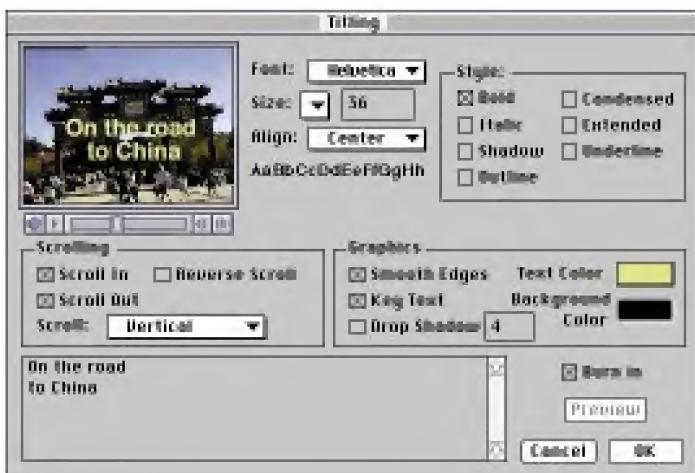 Titling
On the road
to China
Font: Helvetica
Size: 36
Align: Center
AaBbCcDdEeFfGgHh
Style:
Bold
Condensed
Italic
Extended
Shadow
Underline
Outline
Scrolling
Scroll In
Reverse Scroll
Scroll Out
Scroll: Vertical
Graphics
Smooth Edges
Text Color
Key Text
Background
Color
Drop Shadow 4
On the road
to China
Burn in
Preview
Cancel
OK